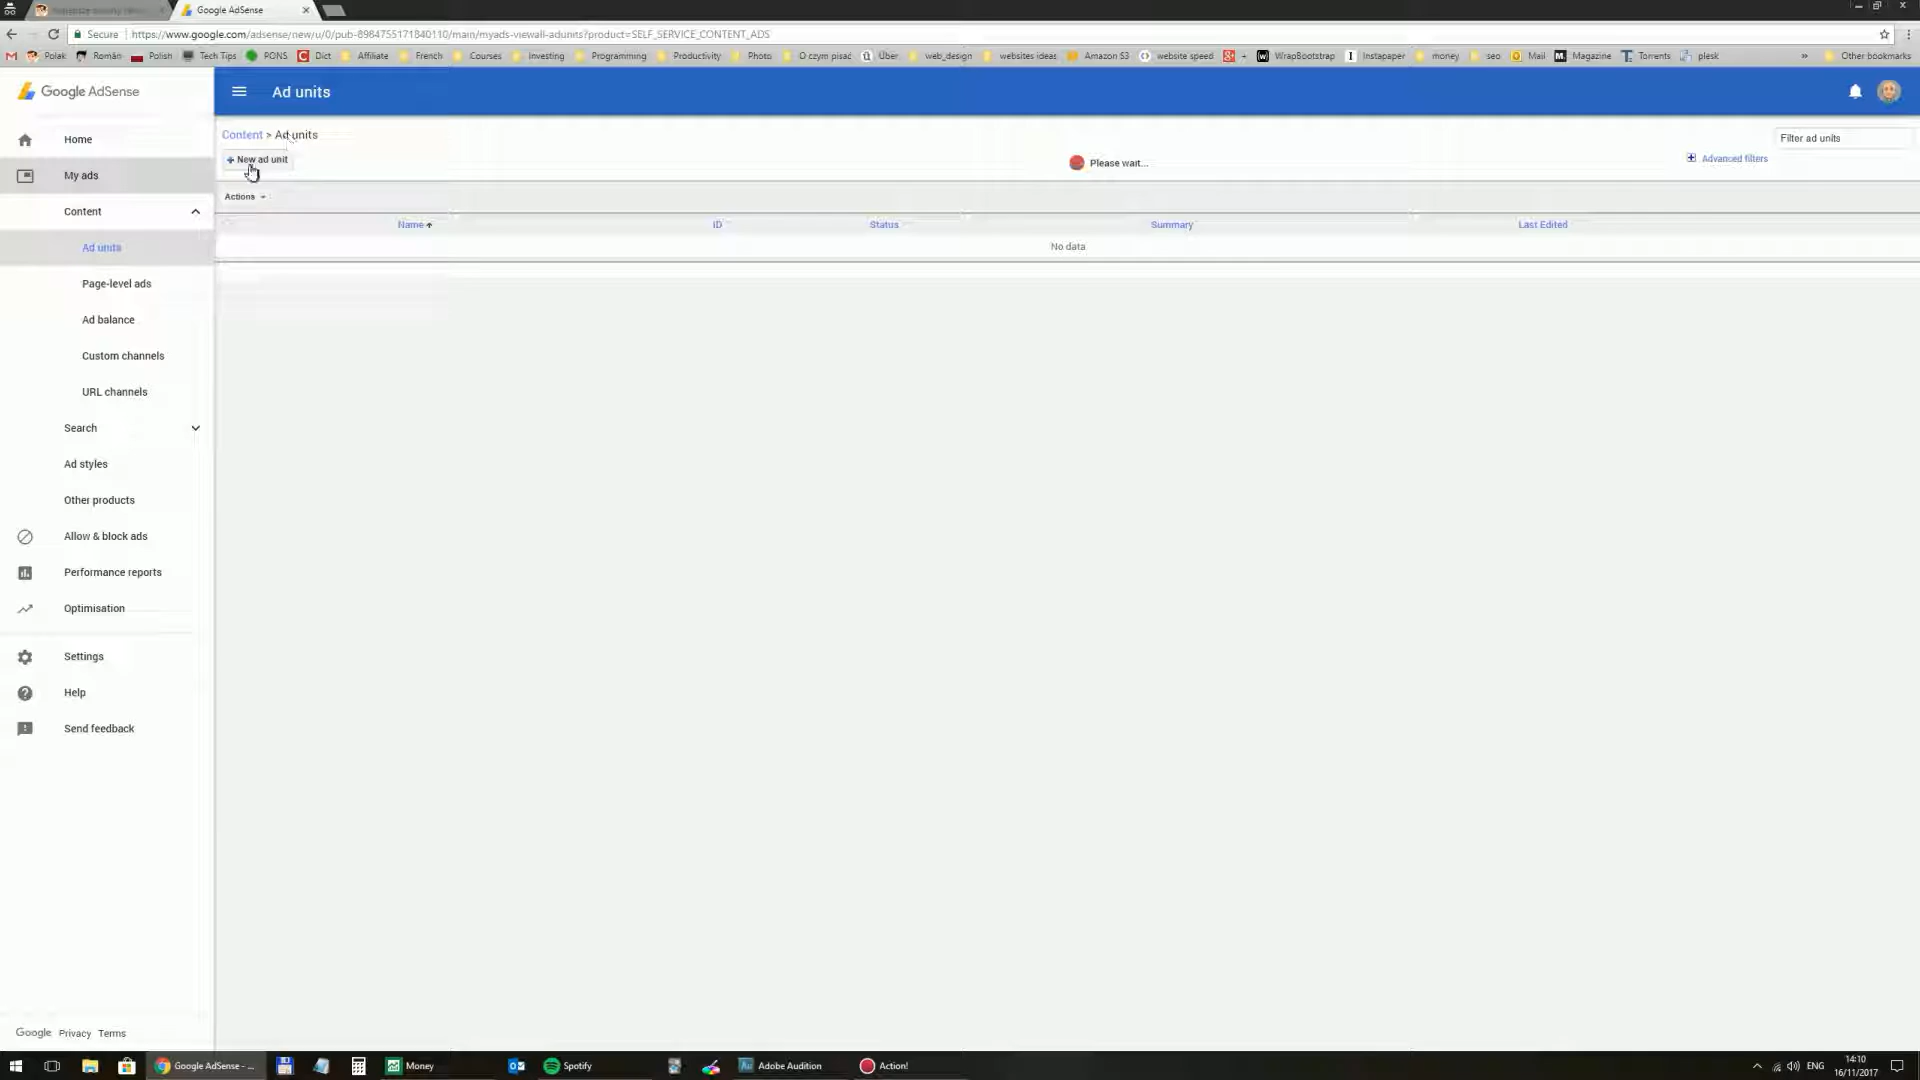 Google AdSense
Secure
https://www.google.com/adsense/new/u/0/pub-8984755171840110/main/myads-viewall-adunits?product=SELF_SERVICE_CONTENT_ADS
Polak Român Polish Tech Tips PONS Dict Affiliate French Courses Investing Programming Productivity Photo O czym pisać Über web_design websites ideas Amazon S3 website speed WrapBootstrap Instapaper money seo Mail Magazine Torrents plesk » Other bookmarks
Google AdSense
Ad units
Home
My ads
Content
Ad units
Page-level ads
Ad balance
Custom channels
URL channels
Search
Ad styles
Other products
Allow & block ads
Performance reports
Optimisation
Settings
Help
Send feedback
Google Privacy Terms
Content > Ad units
Filter ad units
+ New ad unit
Please wait...
Advanced filters
Actions
Name ID Status Summary Last Edited
No data
Google AdSense - ...
Money
Spotify
Adobe Audition
Action!
ENG
14:10
16/11/2017